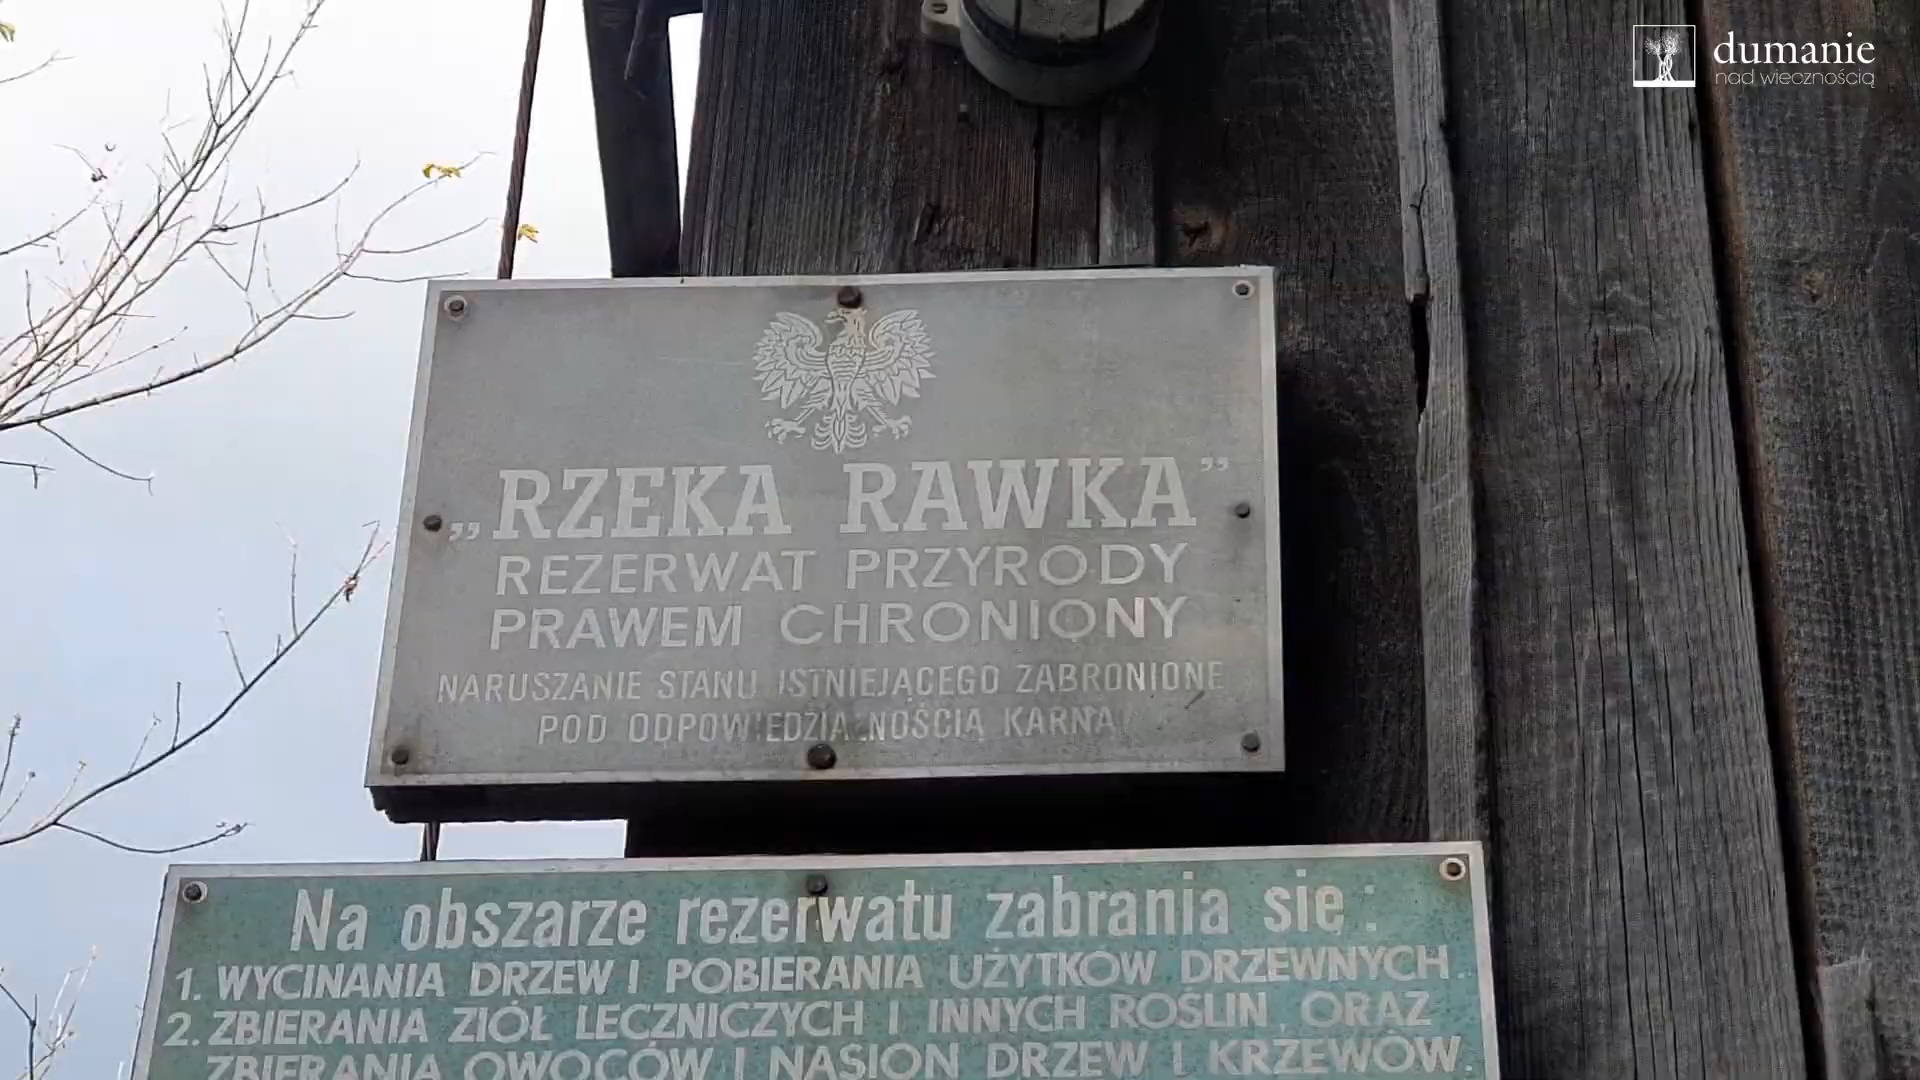 dumanie
nad wiecznością
„RZEKA RAWKA”
REZERWAT PRZYRODY
PRAWEM CHRONIONY
NARUSZANIE STANU ISTNIEJĄCEGO ZABRONIONE
POD ODPOWIEDZIALNOŚCIĄ KARNĄ
Na obszarze rezerwatu zabrania się:
1. WYCINANIA DRZEW I POBIERANIA UŻYTKÓW DRZEWNYCH.
2. ZBIERANIA ZIÓŁ LECZNICZYCH I INNYCH ROŚLIN, ORAZ
ZBIERANIA OWOCÓW I NASION DRZEW I KRZEWÓW.